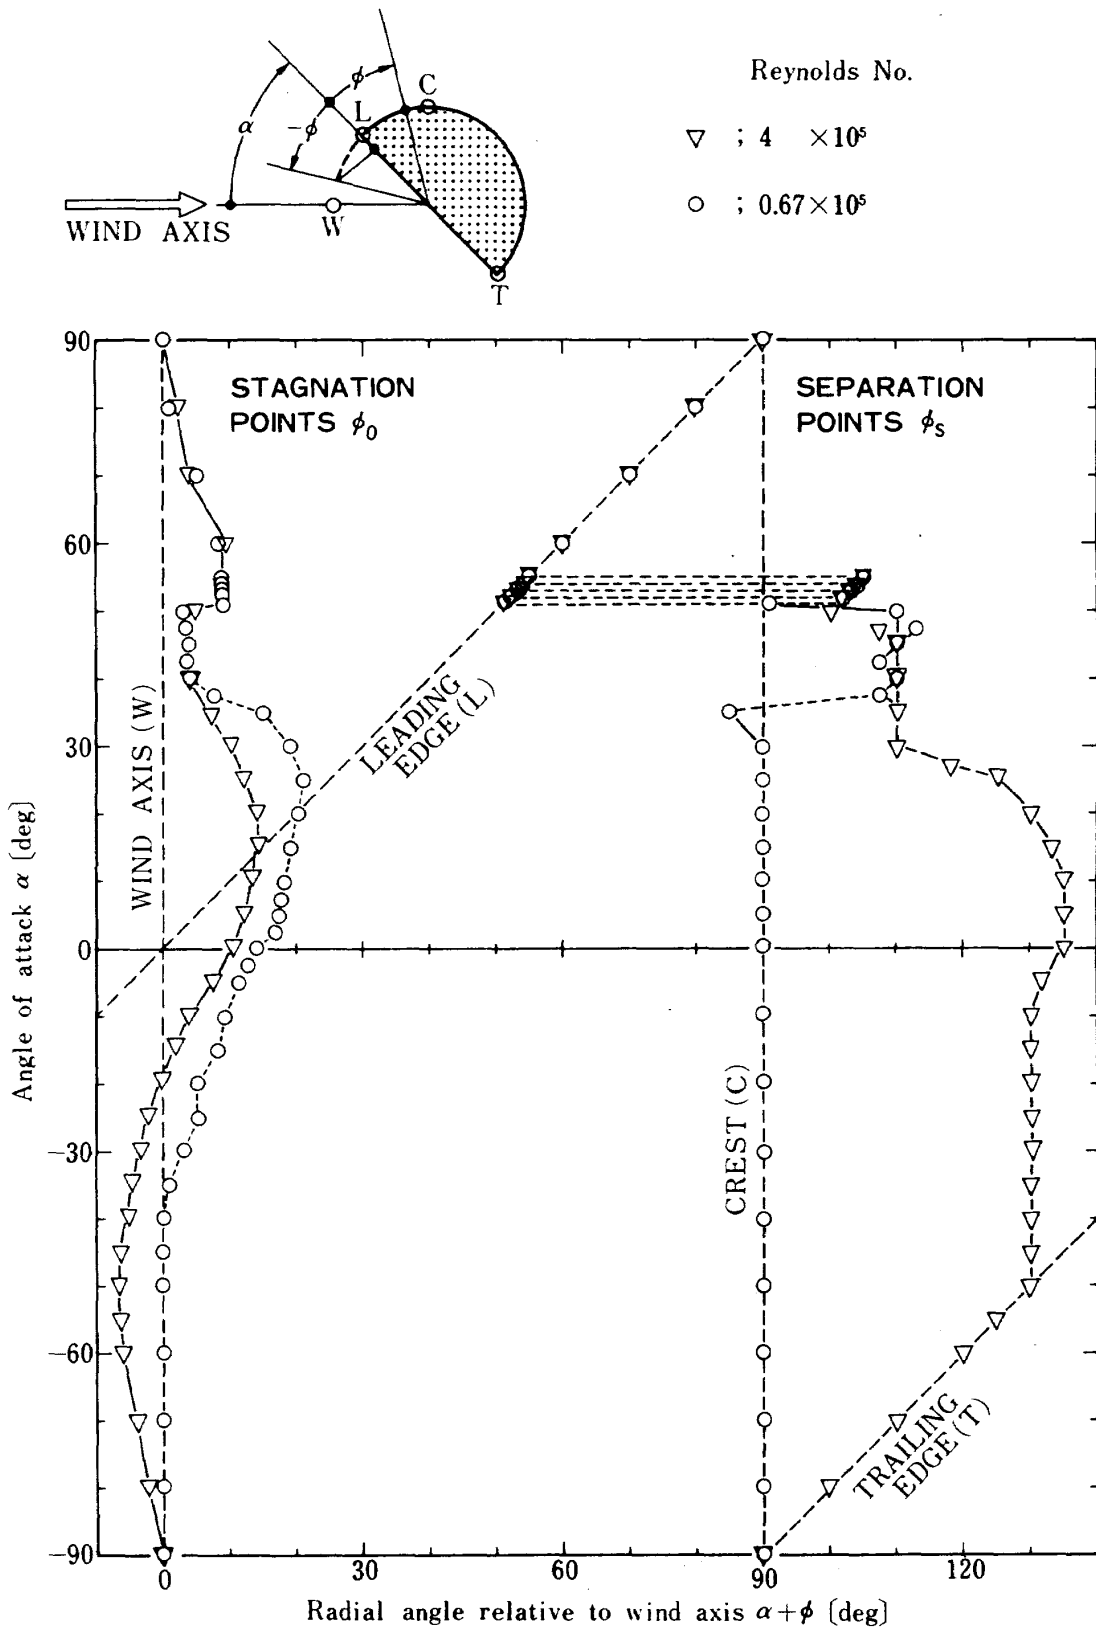 Reynolds No.
▽ ; 4 ×10⁵
○ ; 0.67×10⁵
α
-ϕ
ϕ
L
C
W
T
WIND AXIS
STAGNATION
POINTS ϕ₀
SEPARATION
POINTS ϕₛ
WIND AXIS (W)
LEADING
EDGE (L)
CREST (C)
TRAILING
EDGE (T)
Angle of attack α [deg]
90
60
30
0
-30
-60
-90
0
30
60
90
120
Radial angle relative to wind axis α+ϕ [deg]